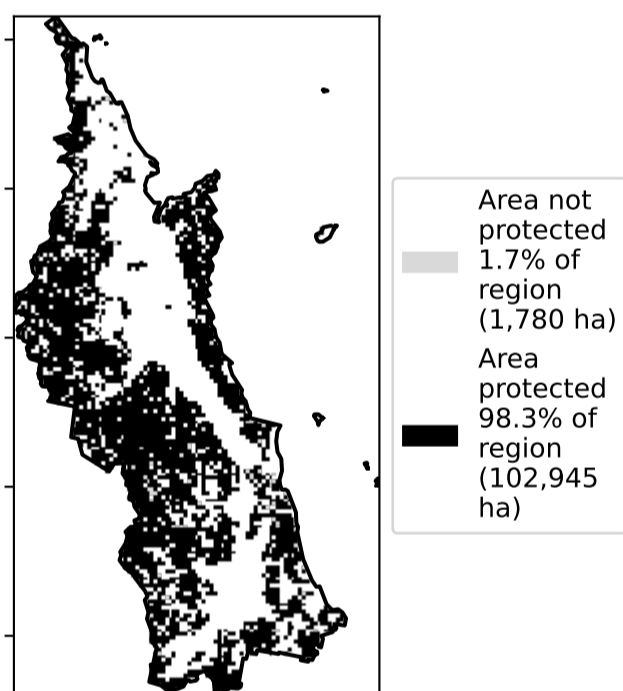 Area not
protected
1.7% of
region
(1,780 ha)
Area
protected
98.3% of
region
(102,945
ha)